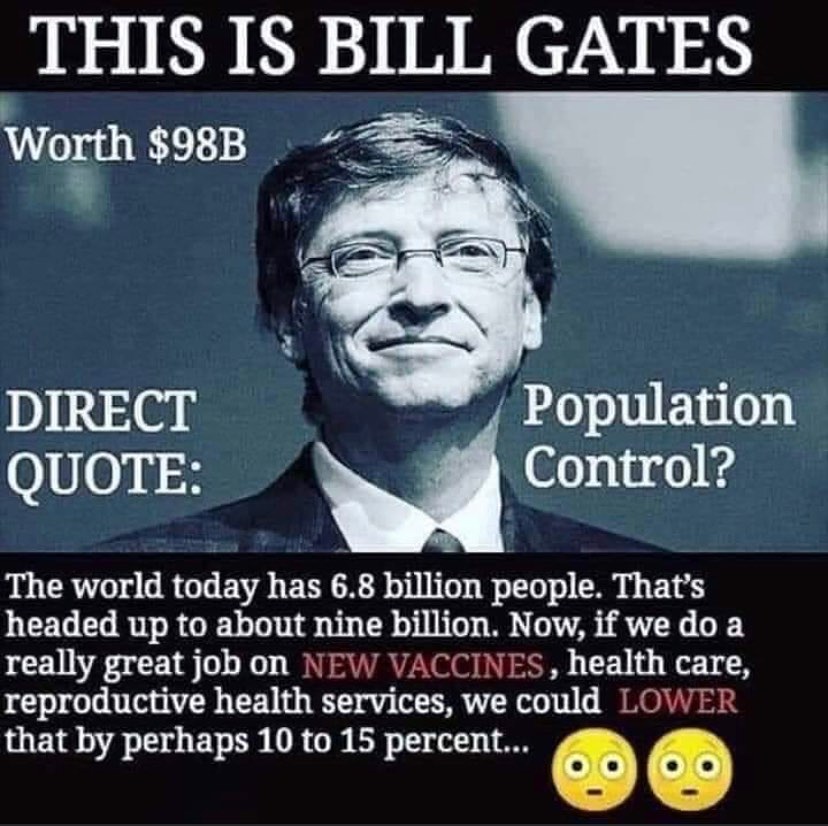 THIS IS BILL GATES
Worth $98B
DIRECT
QUOTE:
Population
Control?
The world today has 6.8 billion people. That's
headed up to about nine billion. Now, if we do a
really great job on NEW VACCINES , health care,
reproductive health services, we could LOWER
that by perhaps 10 to 15 percent...